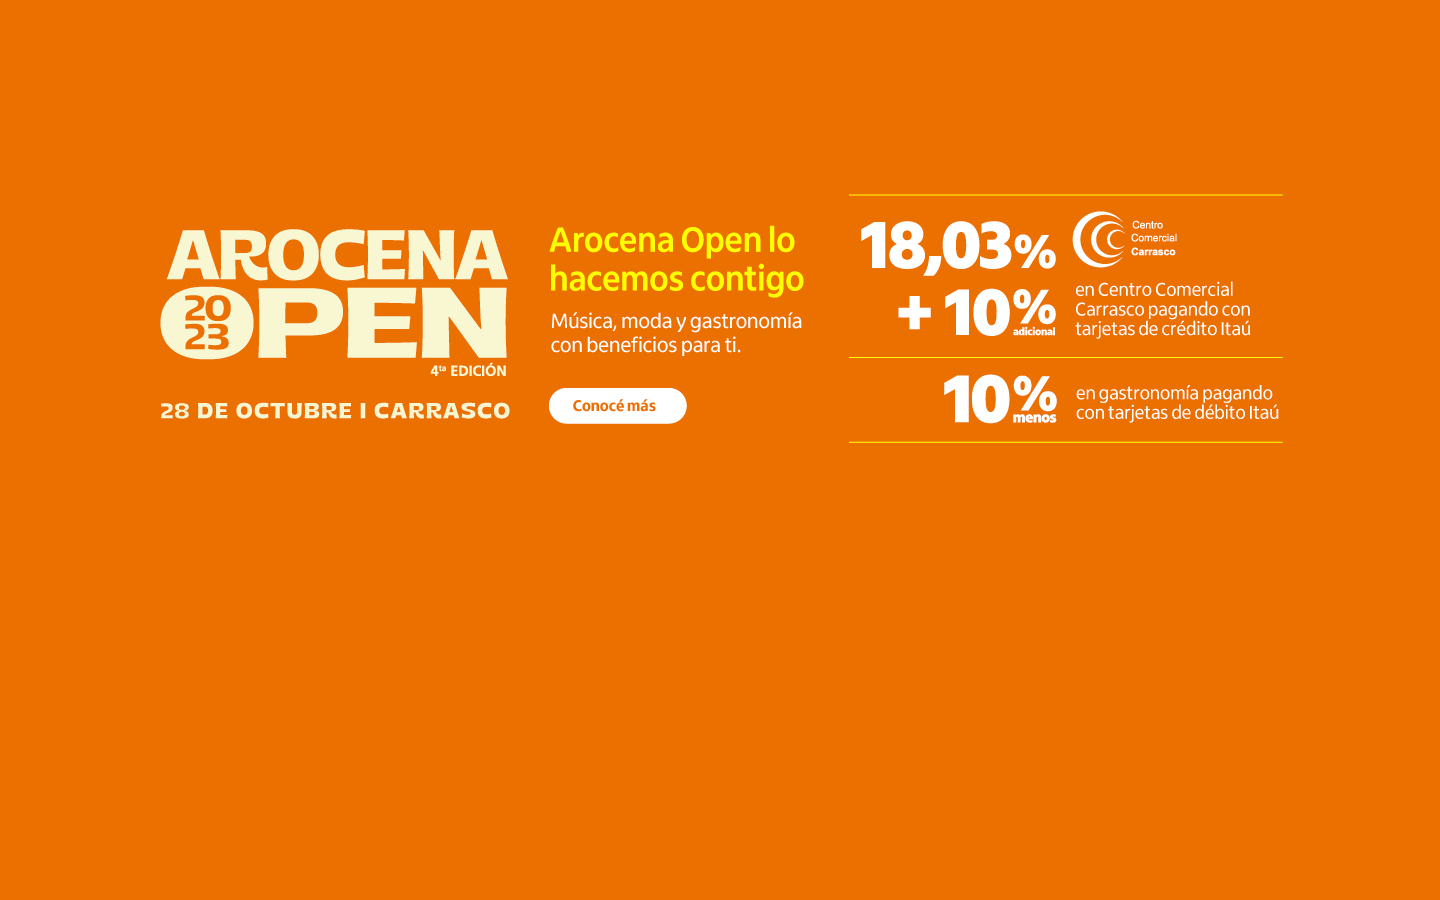 AROCENA
OPEN
20
23
4ta EDICIÓN
28 DE OCTUBRE I CARRASCO
Arocena Open lo
hacemos contigo
Música, moda y gastronomía
con beneficios para ti.
Conocé más
18,03%
+ 10%
adicional
Centro
Comercial
Carrasco
en Centro Comercial
Carrasco pagando con
tarjetas de crédito Itaú
10%
menos
en gastronomía pagando
con tarjetas de débito Itaú